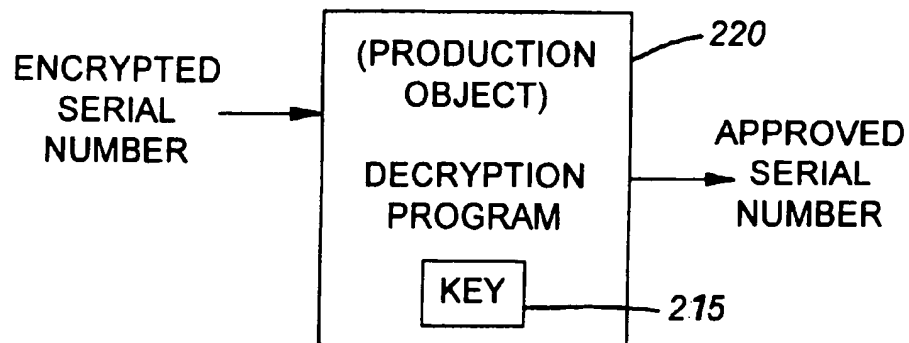 ENCRYPTED
SERIAL
NUMBER
(PRODUCTION
OBJECT)
DECRYPTION
PROGRAM
KEY
220
APPROVED
SERIAL
NUMBER
215